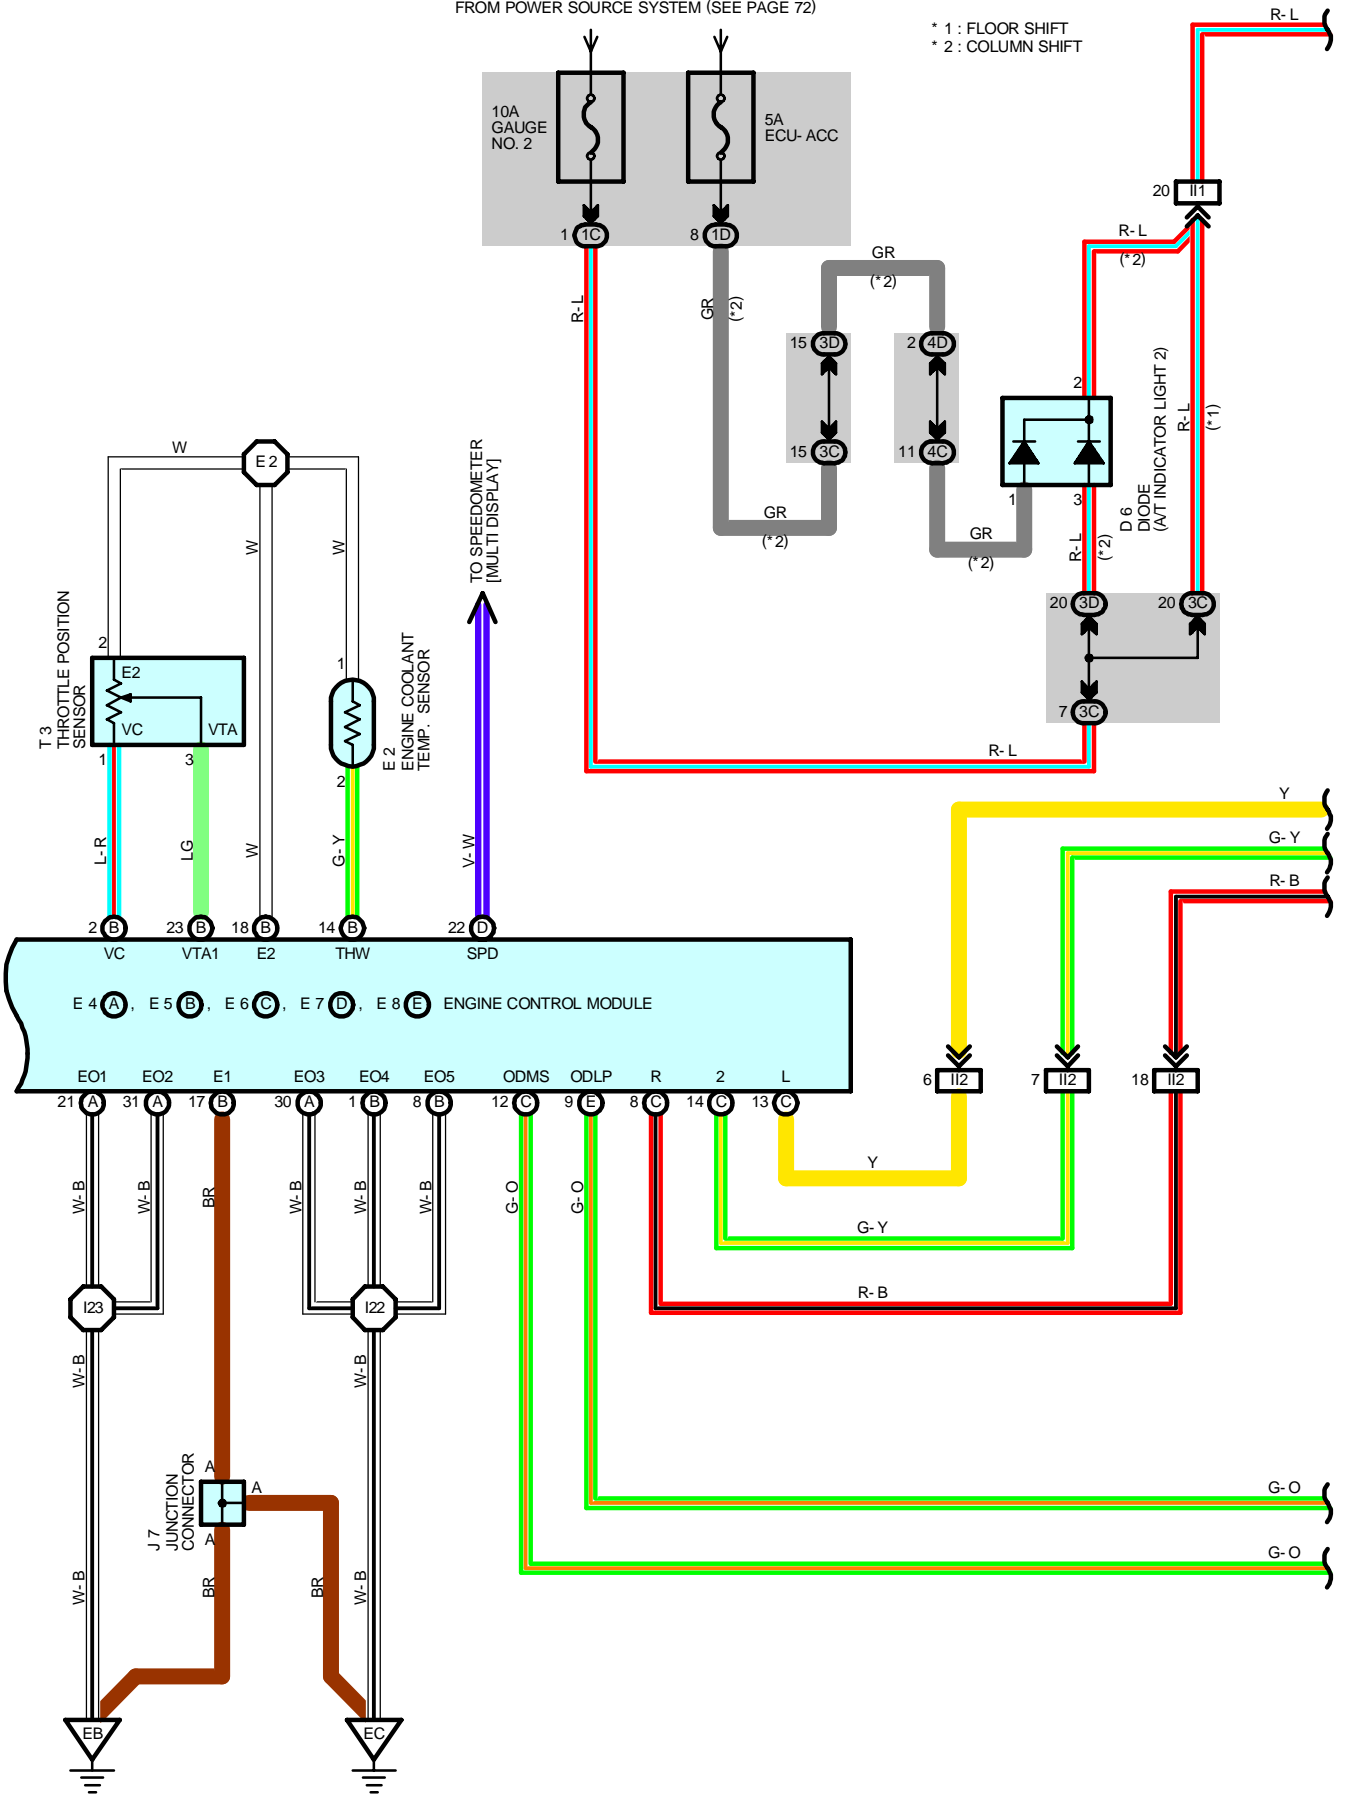 FROM POWER SOURCE SYSTEM (SEE PAGE 72)
* 1 : FLOOR SHIFT
* 2 : COLUMN SHIFT
R- L
10A
GAUGE
NO. 2
5A
ECU- ACC
1 1C
8 1D
20 II1
R- L
(* 2)
GR
(* 2)
R- L
GR
(* 2)
15 3D
2 4D
15 3C
11 4C
2
1
3
D 6
DIODE
(A/T INDICATOR LIGHT 2)
R- L
(* 1)
GR
(* 2)
GR
(* 2)
R- L
(* 2)
20 3D
20 3C
7 3C
R- L
W
E 2
W
W
TO SPEEDOMETER
[MULTI DISPLAY]
T 3
THROTTLE POSITION
SENSOR
2
E2
VC
VTA
1
3
1
2
E 2
ENGINE COOLANT
TEMP. SENSOR
L- R
LG
W
G- Y
V- W
Y
G- Y
R- B
2 B
23 B
18 B
14 B
22 D
VC
VTA1
E2
THW
SPD
E 4 A , E 5 B , E 6 C , E 7 D , E 8 E ENGINE CONTROL MODULE
EO1
EO2
E1
EO3
EO4
EO5
ODMS
ODLP
R
2
L
21 A
31 A
17 B
30 A
1 B
8 B
12 C
9 E
8 C
14 C
13 C
6 II2
7 II2
18 II2
W- B
W- B
BR
W- B
W- B
W- B
G- O
G- O
Y
G- Y
R- B
I23
I22
W- B
W- B
J 7
JUNCTION
CONNECTOR
A
A
A
G- O
G- O
W- B
BR
BR
W- B
EB
EC